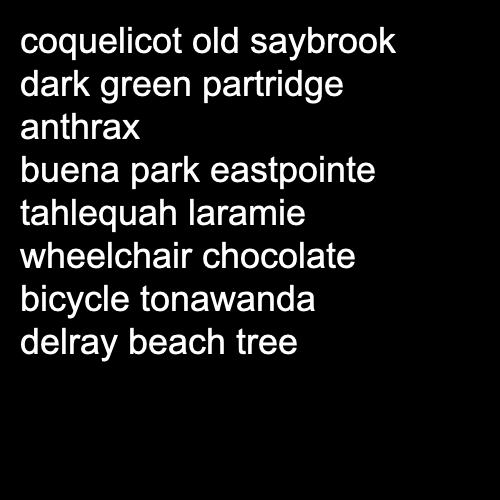 coquelicot old saybrook
dark green partridge
anthrax
buena park eastpointe
tahlequah laramie
wheelchair chocolate
bicycle tonawanda
delray beach tree